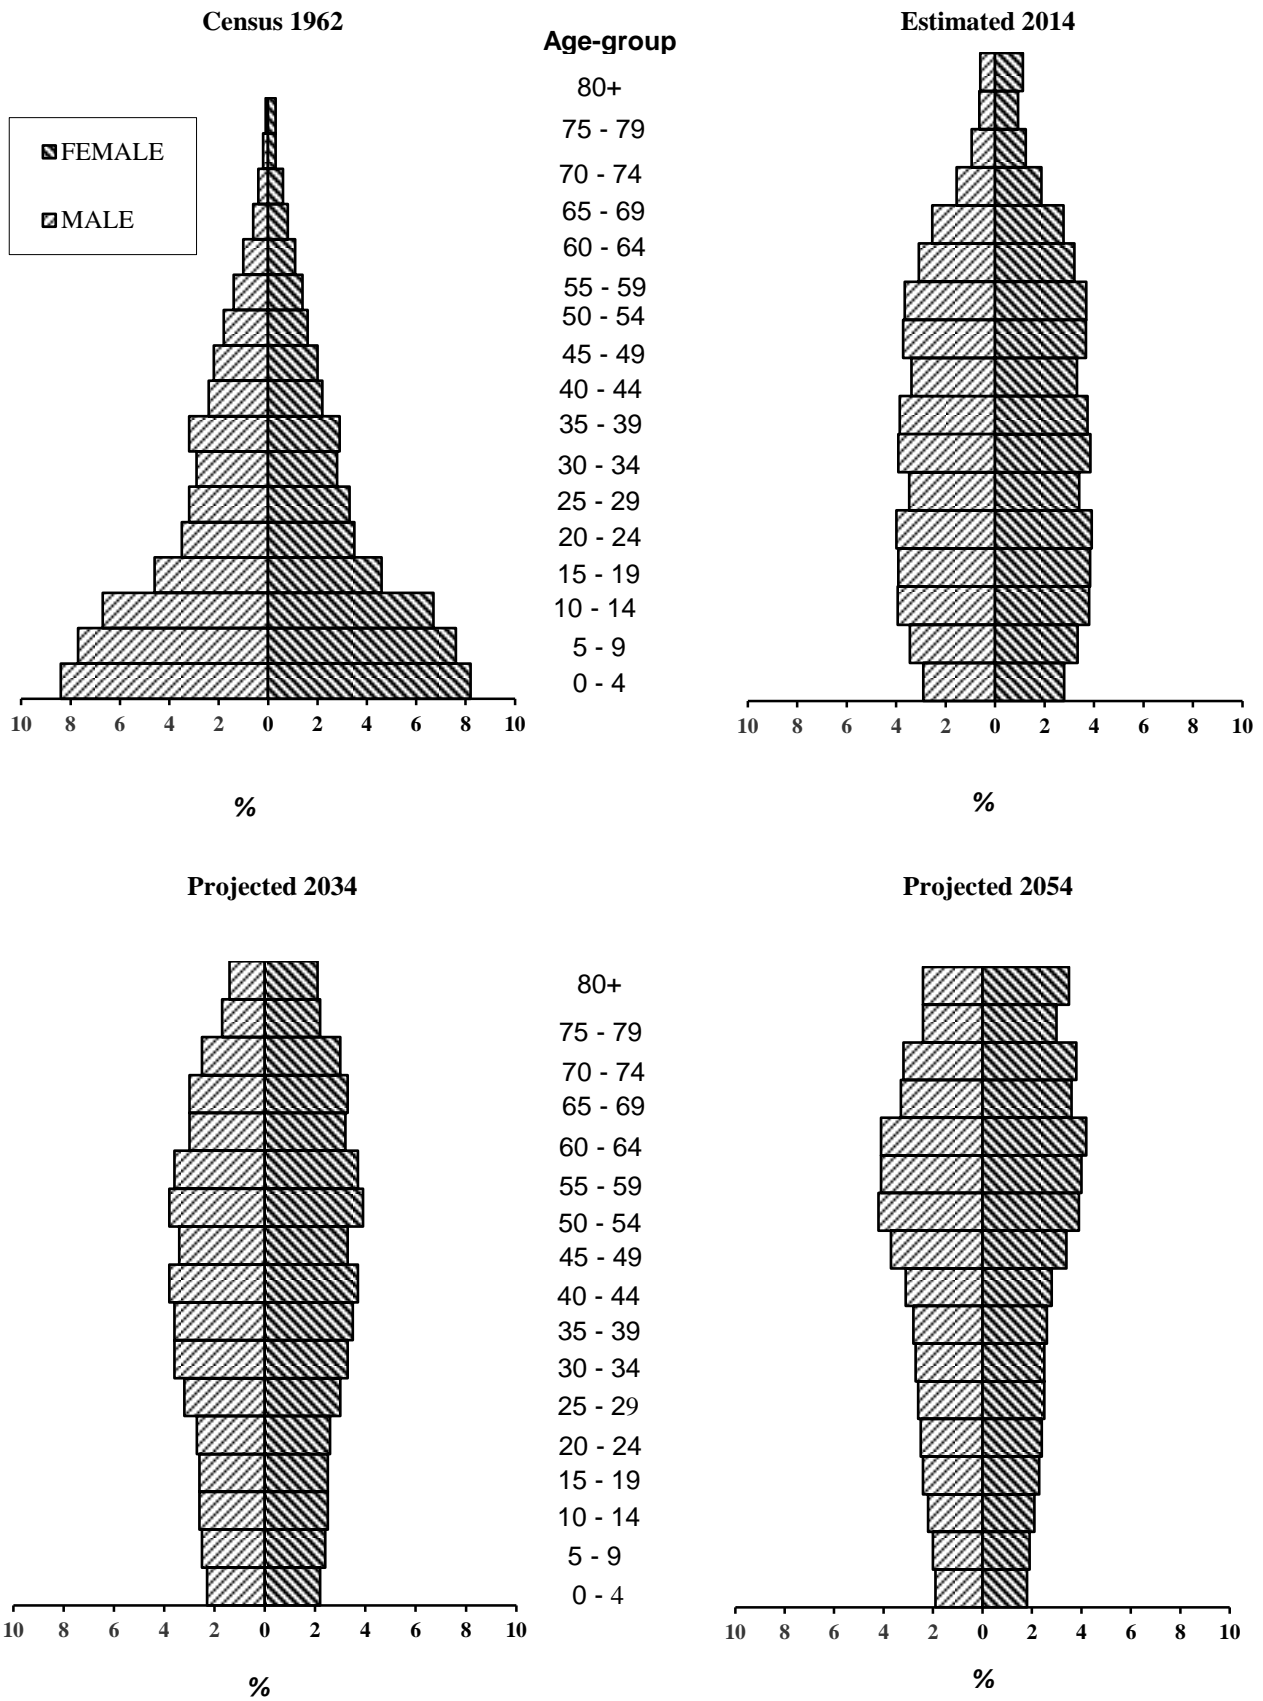 Census 1962
Age-group
Estimated 2014
FEMALE
MALE
80+
75 - 79
70 - 74
65 - 69
60 - 64
55 - 59
50 - 54
45 - 49
40 - 44
35 - 39
30 - 34
25 - 29
20 - 24
15 - 19
10 - 14
5 - 9
0 - 4
10 8 6 4 2 0 2 4 6 8 10
10 8 6 4 2 0 2 4 6 8 10
%
%
Projected 2034
Projected 2054
80+
75 - 79
70 - 74
65 - 69
60 - 64
55 - 59
50 - 54
45 - 49
40 - 44
35 - 39
30 - 34
25 - 29
20 - 24
15 - 19
10 - 14
5 - 9
0 - 4
10 8 6 4 2 0 2 4 6 8 10
10 8 6 4 2 0 2 4 6 8 10
%
%